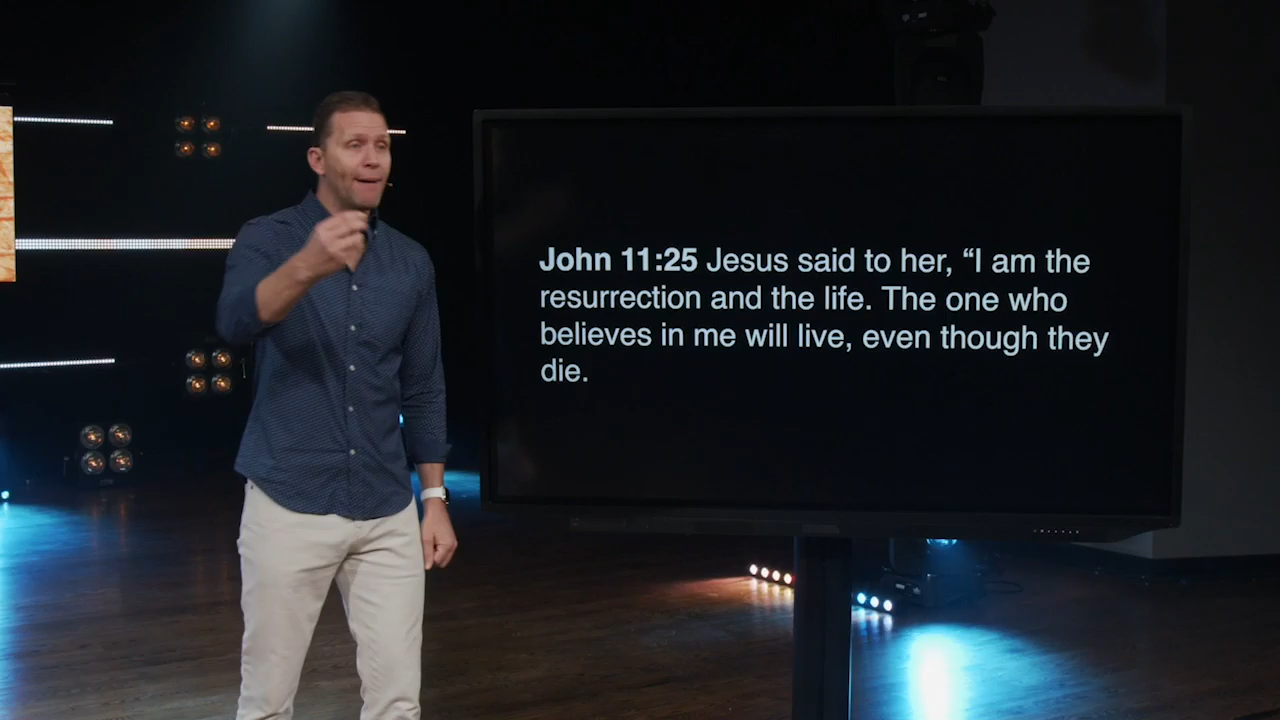 John 11:25 Jesus said to her, “I am the
resurrection and the life. The one who
believes in me will live, even though they
die.